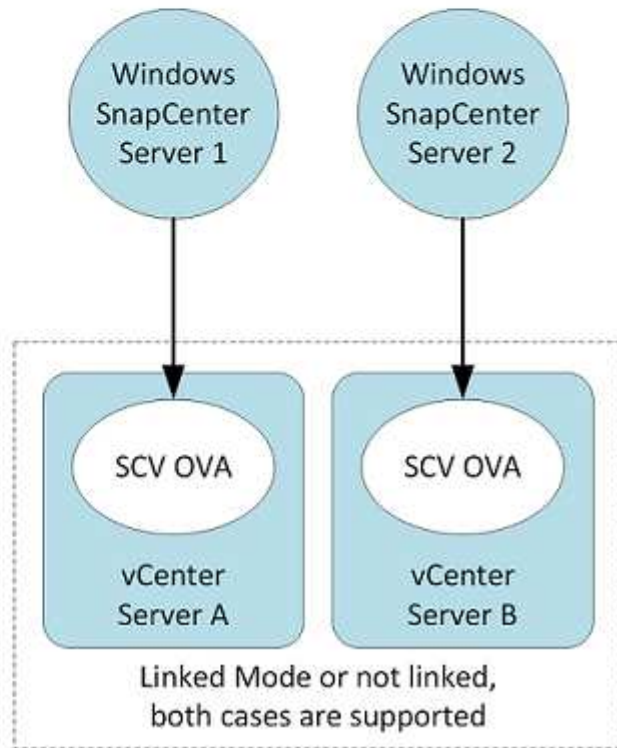 Windows
SnapCenter
Server 1
Windows
SnapCenter
Server 2
SCV OVA
vCenter
Server A
SCV OVA
vCenter
Server B
Linked Mode or not linked,
both cases are supported